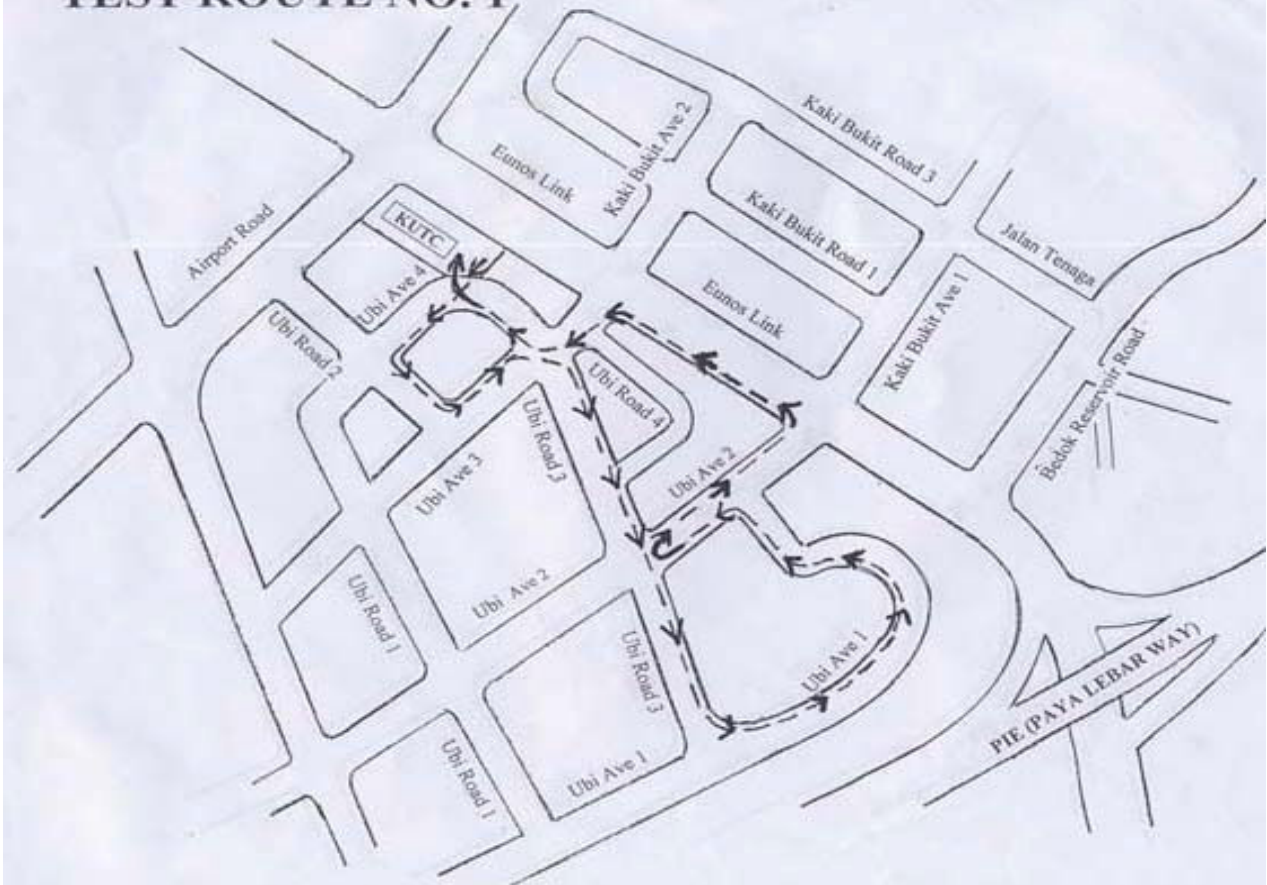 TEST ROUTE NO. 1
Kaki Bukit Road 3
Kaki Bukit Ave 2
Eunos Link
Kaki Bukit Road 1
Jalan Tenaga
KUTC
Airport Road
Ubi Ave 4
Eunos Link
Kaki Bukit Ave 1
Bedok Reservoir Road
Ubi Road 2
Ubi Road 4
Ubi Road 3
Ubi Ave 3
Ubi Ave 2
Ubi Ave 2
Ubi Road 1
Ubi Road 3
Ubi Ave 1
PIE (PAYA LEBAR WAY)
Ubi Road 1
Ubi Ave 1